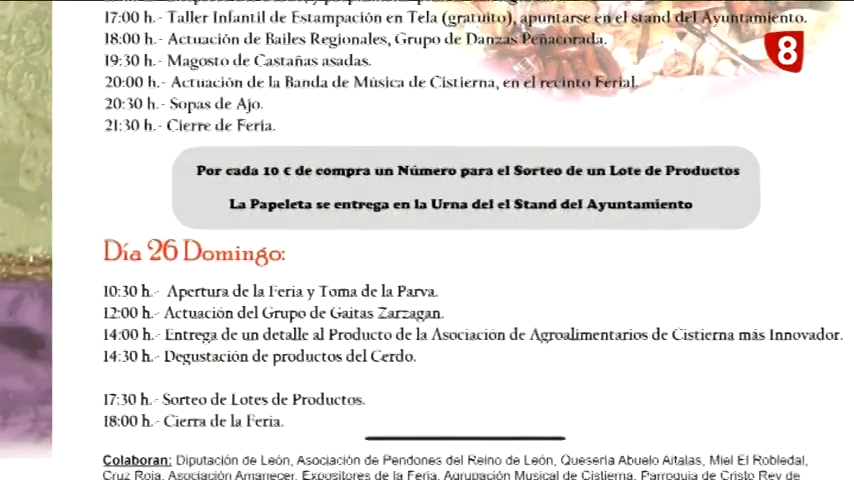 17:00 h.- Taller Infantil de Estampación en Tela (gratuito), apuntarse en el stand del Ayuntamiento.
8
18:00 h.- Actuación de Bailes Regionales, Grupo de Danzas Peñacorada.
19:30 h.- Magosto de Castañas asadas.
20:00 h.- Actuación de la Banda de Música de Cistierna, en el recinto Ferial.
20:30 h.- Sopas de Ajo.
21:30 h.- Cierre de Feria.
Por cada 10 € de compra un Número para el Sorteo de un Lote de Productos
La Papeleta se entrega en la Urna del el Stand del Ayuntamiento
Día 26 Domingo:
10:30 h.- Apertura de la Feria y Toma de la Parva.
12:00 h.- Actuación del Grupo de Gaitas Zarzagan.
14:00 h.- Entrega de un detalle al Producto de la Asociación de Agroalimentarios de Cistierna más Innovador.
14:30 h.- Degustación de productos del Cerdo.
17:30 h.- Sorteo de Lotes de Productos.
18:00 h.- Cierra de la Feria.
Colaboran: Diputación de León, Asociación de Pendones del Reino de León, Quesería Abuelo Aitalas, Miel El Robledal,
Cruz Roja, Asociación Amanecer, Expositores de la Feria, Agrupación Musical de Cistierna, Parroquia de Cristo Rey de